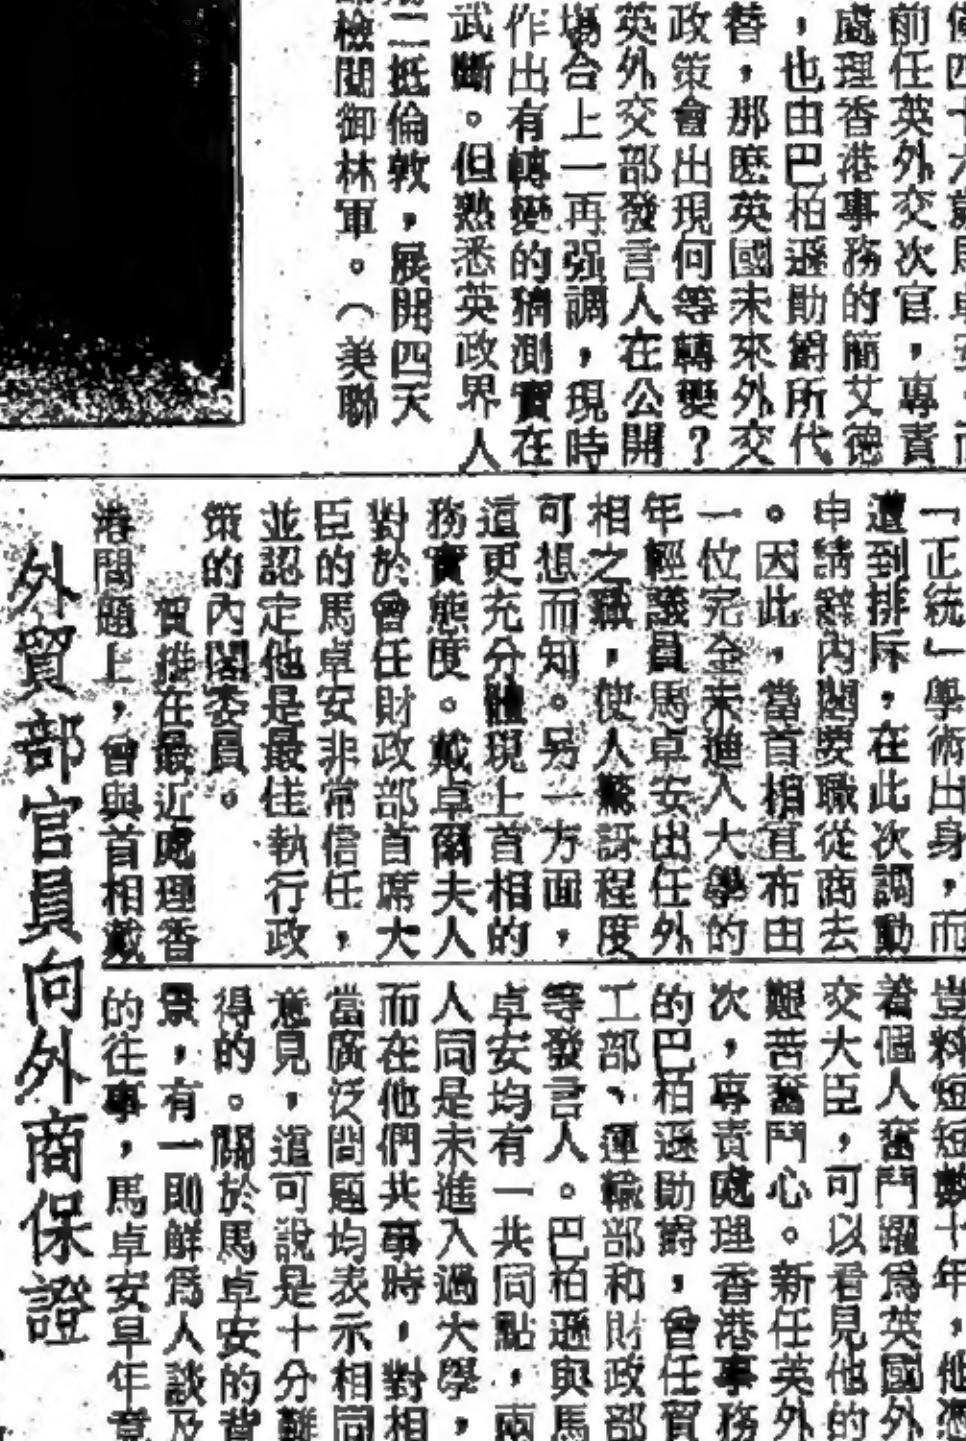 十六歲馬卓安
前任英外交次官，專責
處理香港事務的簡艾德
，也由巴柏遜助爵所代
替，那麽英國未來外交
政策會出現何等轉變？
英外交部發言人在公開
場合上一再强調，現時
作出有轉變的猜測實在
武斷。但熟悉英政界人
二抵倫敦，展開四天
檢閱御林軍。（美聯
「正統」學術出身，而
遭到排斥，在此次調動
申請辭內閣要職從商去
。因此，當首相宣布由
一位完全未進入大學的
年輕議員馬卓安出任外
相之職，使人驚訝程度
可想而知。另一方面，
這更充分體現上首相的
務實態度。戴卓爾夫人
對於曾任財政部首席大
臣的馬卓安非常信任，
並認定他是最佳執行政
策的內閣委員。
賀維在最近處理香
港問題上，曾與首相戴
豈料短短數十年，他憑
着個人奮鬥躍爲英國外
交大臣，可以看見他的
艱苦奮鬥心。新任英外
次，專責處理香港事務
的巴柏遜助爵，曾任貿
工部、運輸部和財政部
等發言人。巴柏遜與馬
卓安均有一共同點，兩
人同是未進入過大學，
而在他們共事時，對相
當廣泛問題均表示相同
意見，這可說是十分難
得的。關於馬卓安的背
景，有一則鮮爲人談及
的往事，馬卓安早年竟
外貿部官員向外商保證